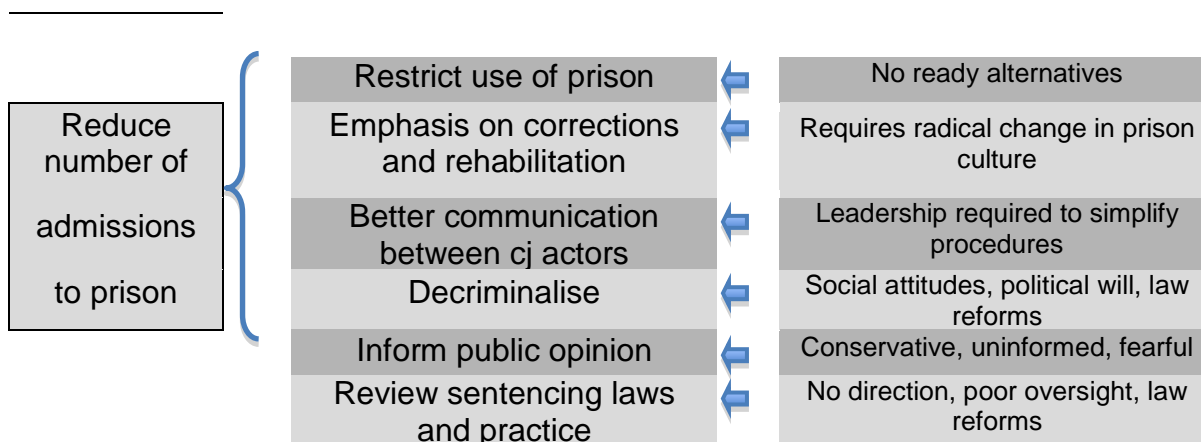 Reduce
number of
admissions
to prison
Restrict use of prison
No ready alternatives
Emphasis on corrections
and rehabilitation
Requires radical change in prison
culture
Better communication
between cj actors
Leadership required to simplify
procedures
Decriminalise
Social attitudes, political will, law
reforms
Inform public opinion
Conservative, uninformed, fearful
Review sentencing laws
and practice
No direction, poor oversight, law
reforms